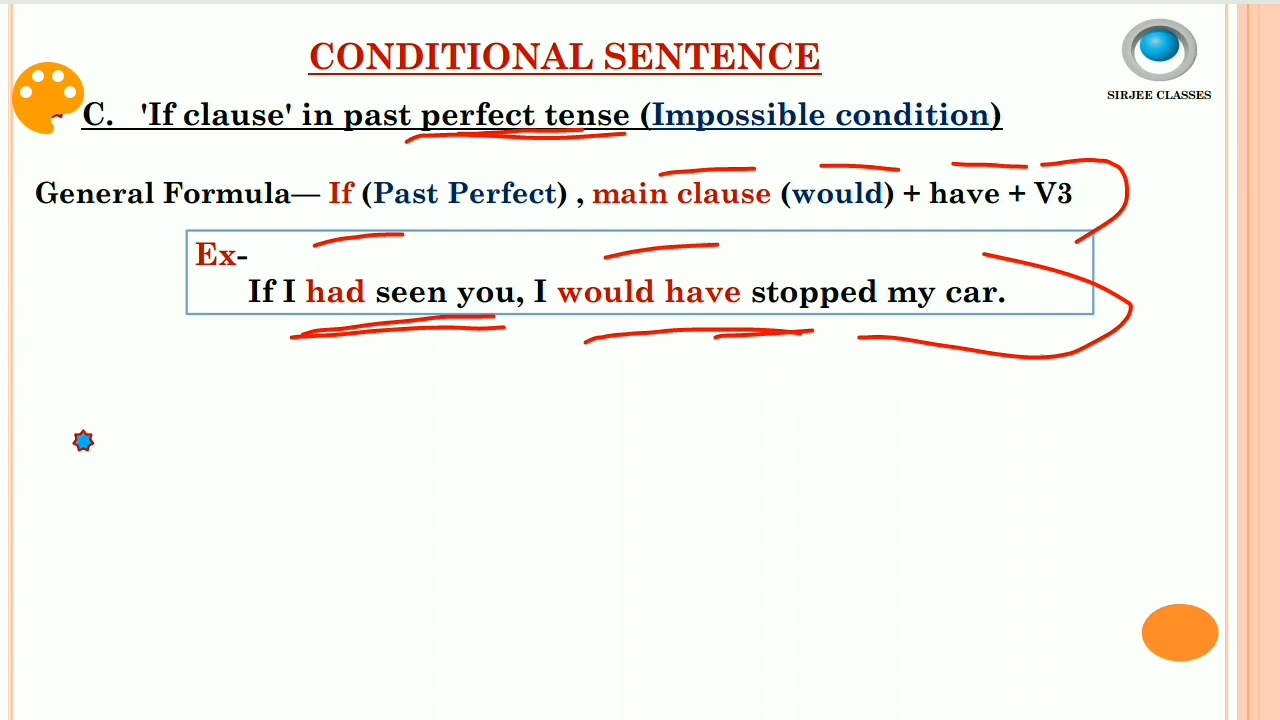 CONDITIONAL SENTENCE
SIRJEE CLASSES
C. 'If clause' in past perfect tense (Impossible condition)
General Formula— If (Past Perfect) , main clause (would) + have + V3
Ex-
If I had seen you, I would have stopped my car.